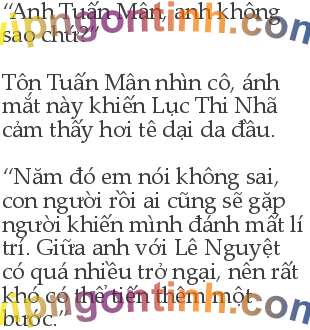 “Anh Tuấn Mân, anh không
sao chứ?”
Tôn Tuấn Mân nhìn cô, ánh
mắt này khiến Lục Thi Nhã
cảm thấy hơi tê dại da đầu.
“Năm đó em nói không sai,
con người rồi ai cũng sẽ gặp
người khiến mình đánh mất lí
trí. Giữa anh với Lê Nguyệt
có quá nhiều trở ngại, nên rất
khó có thể tiến thêm một
bước.”
vipngontinh.com
vipngontinh.com